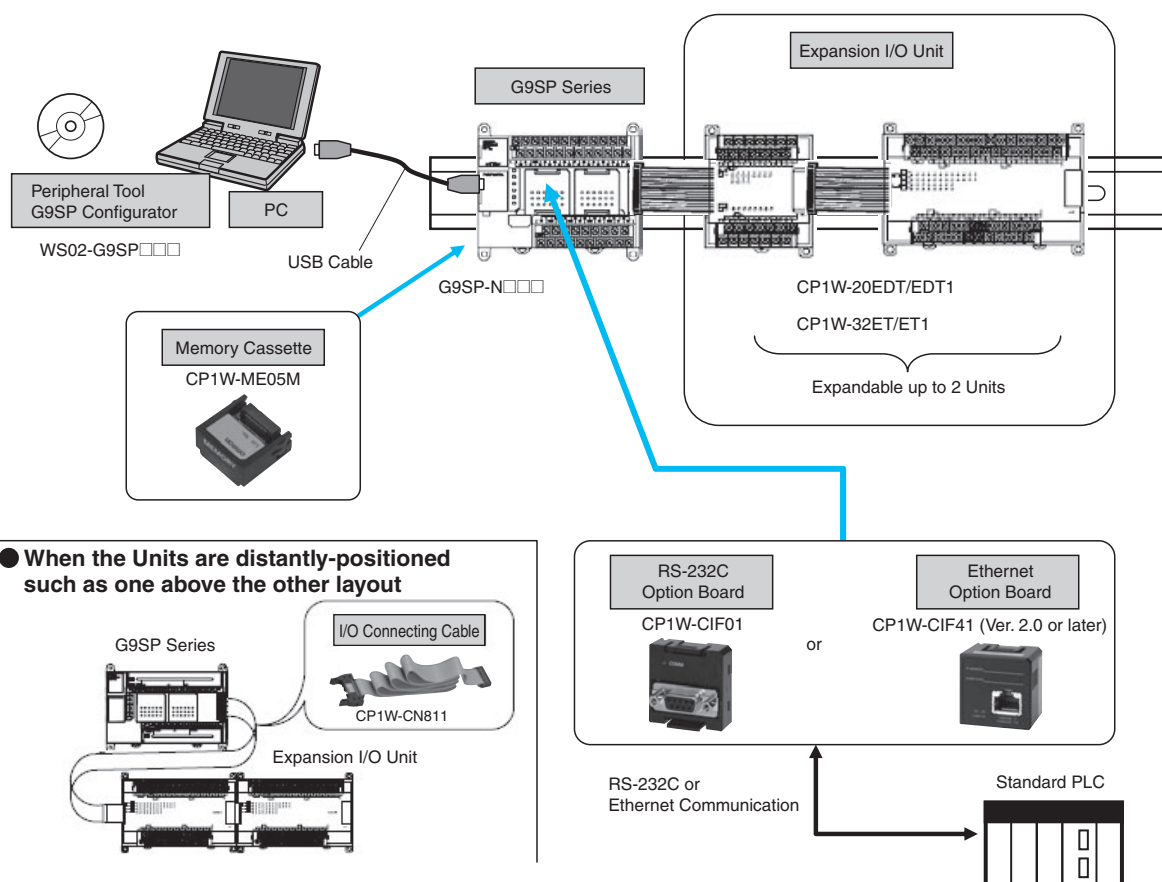 Expansion I/O Unit
G9SP Series
Peripheral Tool
G9SP Configurator
PC
WS02-G9SP□□□
USB Cable
G9SP-N□□□
CP1W-20EDT/EDT1
CP1W-32ET/ET1
Expandable up to 2 Units
Memory Cassette
CP1W-ME05M
MEMORY
OMRON
● When the Units are distantly-positioned
such as one above the other layout
G9SP Series
I/O Connecting Cable
CP1W-CN811
Expansion I/O Unit
RS-232C
Option Board
CP1W-CIF01
COMM
or
Ethernet
Option Board
CP1W-CIF41 (Ver. 2.0 or later)
RS-232C or
Ethernet Communication
Standard PLC